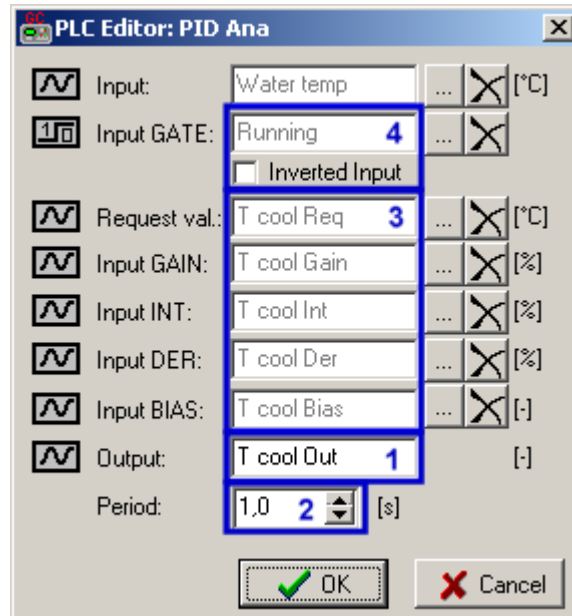 GC PLC Editor: PID Ana
Input: Water temp ... [°C]
Input GATE: Running 4 ...
Inverted Input
Request val.: T cool Req 3 ... [°C]
Input GAIN: T cool Gain ... [%]
Input INT: T cool Int ... [%]
Input DER: T cool Der ... [%]
Input BIAS: T cool Bias ... [-]
Output: T cool Out 1 [-]
Period: 1,0 2 [s]
OK Cancel